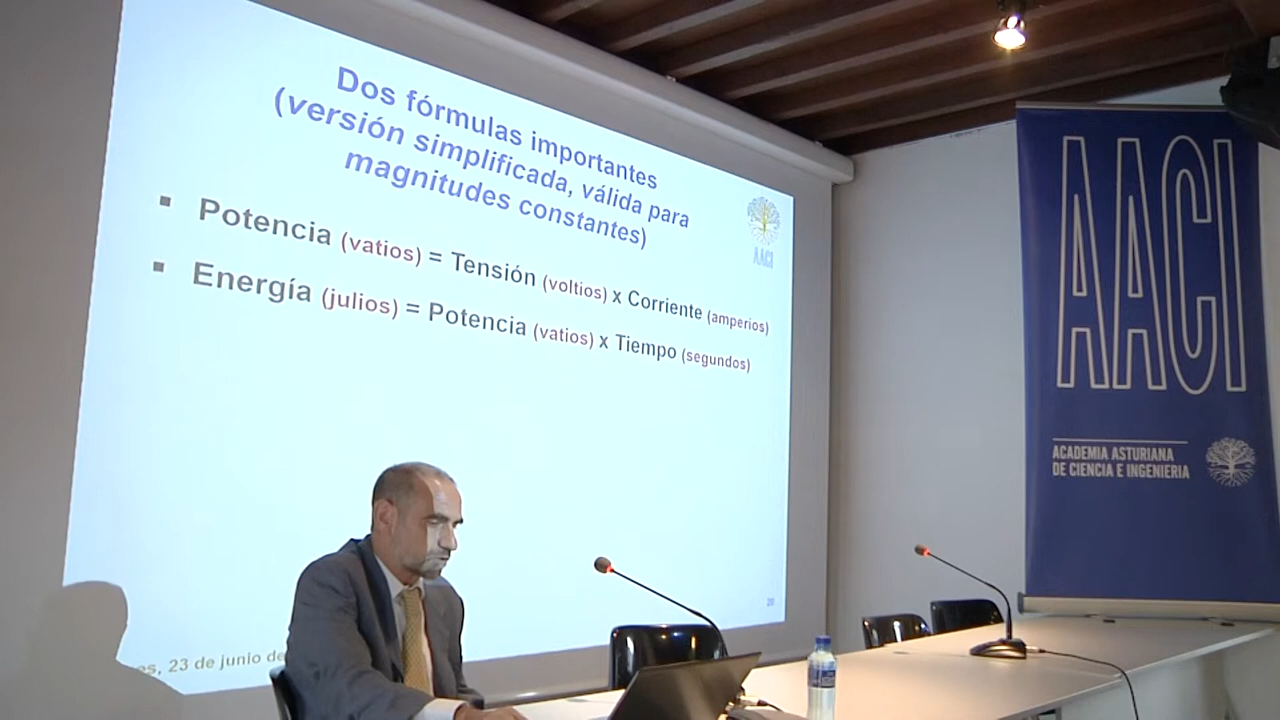 Dos fórmulas importantes
(versión simplificada, válida para
magnitudes constantes)
AACI
▪ Potencia (vatios) = Tensión (voltios) x Corriente (amperios)
▪ Energía (julios) = Potencia (vatios) x Tiempo (segundos)
20
es, 23 de junio de
AACI
ACADEMIA ASTURIANA
DE CIENCIA E INGENIERIA